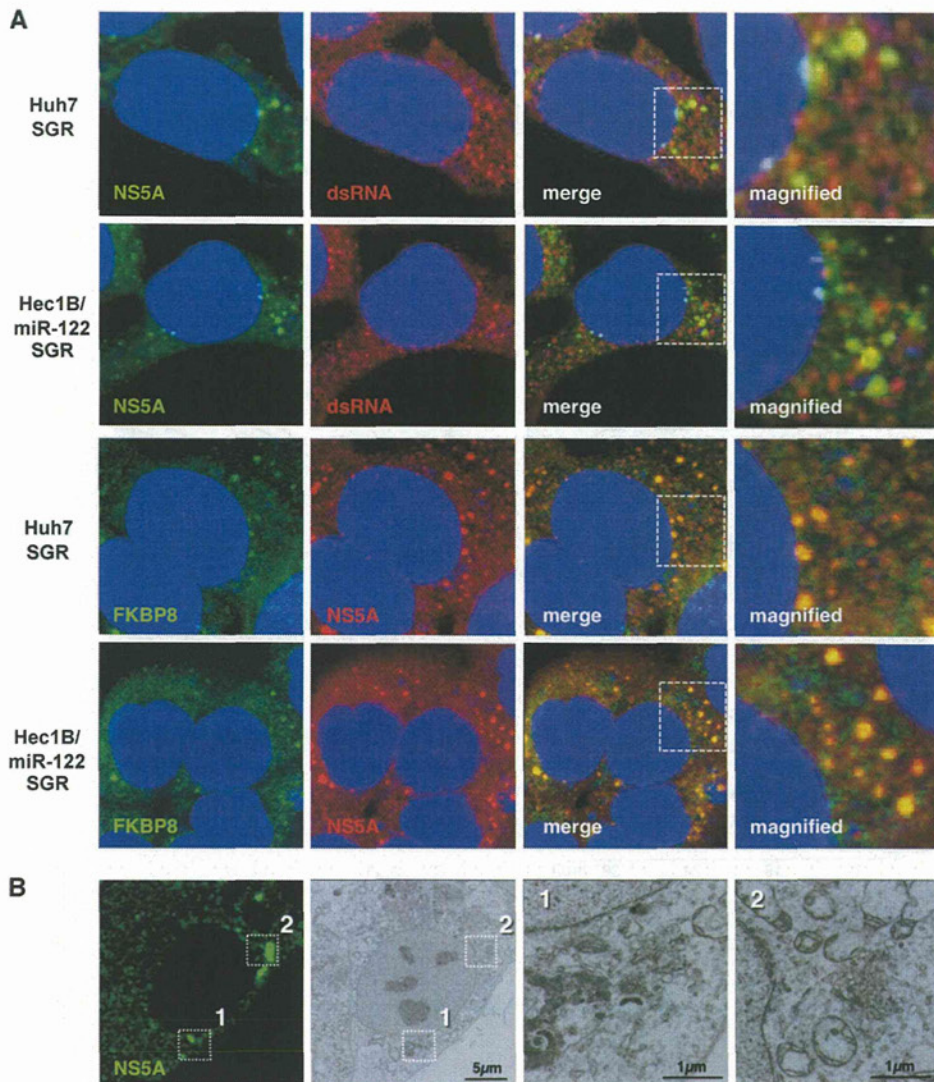 A
Huh7
SGR
NS5A
dsRNA
merge
magnified
Hec1B/
miR-122
SGR
NS5A
dsRNA
merge
magnified
Huh7
SGR
FKBP8
NS5A
merge
magnified
Hec1B/
miR-122
SGR
FKBP8
NS5A
merge
magnified
B
2
1
NS5A
2
1
5µm
1
1µm
2
1µm